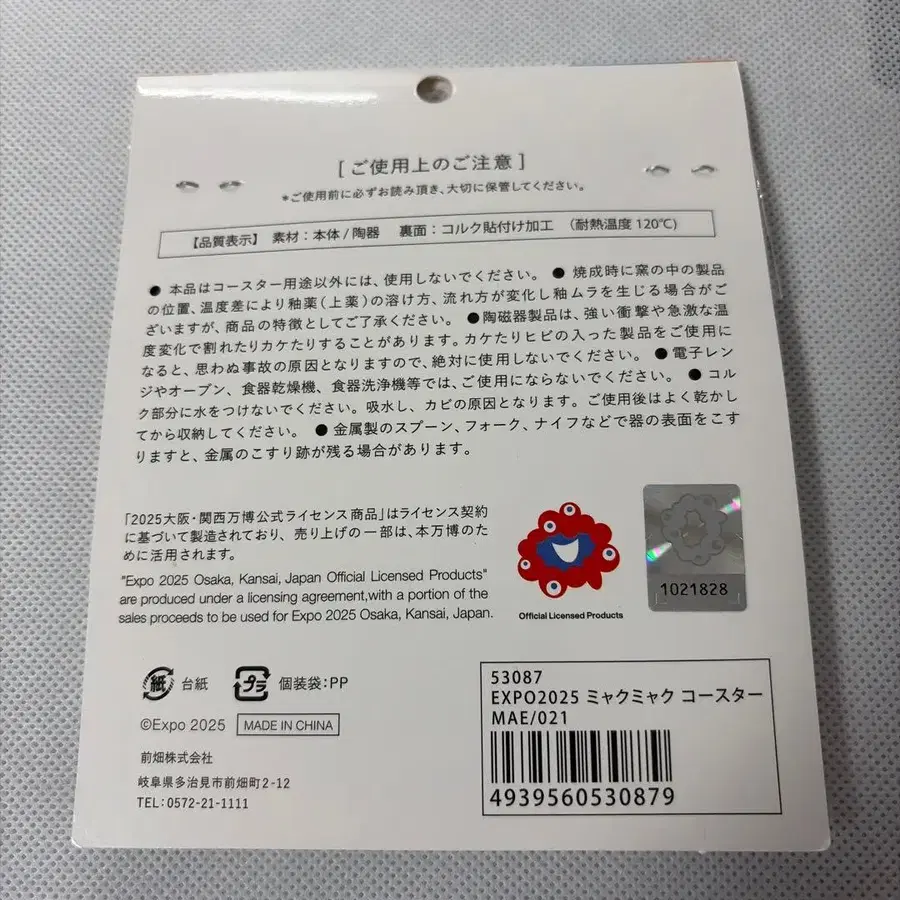 [ ご使用上のご注意 ]
*ご使用前に必ずお読み頂き、大切に保管してください。
【品質表示】 素材：本体 / 陶器 裏面：コルク貼付け加工 （耐熱温度 120℃）
● 本品はコースター用途以外には、使用しないでください。 ● 焼成時に窯の中の製品
の位置、温度差により釉薬（上薬）の溶け方、流れ方が変化し釉ムラを生じる場合がご
ざいますが、商品の特徴としてご了承ください。 ●陶磁器製品は、強い衝撃や急激な温
度変化で割れたりカケたりすることがあります。カケたりヒビの入った製品をご使用に
なると、思わぬ事故の原因となりますので、絶対に使用しないでください。 ● 電子レン
ジやオーブン、食器乾燥機、食器洗浄機等では、ご使用にならないでください。 ● コル
ク部分に水をつけないでください。吸水し、カビの原因となります。ご使用後はよく乾かし
てから収納してください。 ● 金属製のスプーン、フォーク、ナイフなどで器の表面をこす
りますと、金属のこすり跡が残る場合があります。
「2025大阪・関西万博公式ライセンス商品」はライセンス契約
に基づいて製造されており、売り上げの一部は、本万博のた
めに活用されます。
"Expo 2025 Osaka, Kansai, Japan Official Licensed Products"
are produced under a licensing agreement,with a portion of the
sales proceeds to be used for Expo 2025 Osaka, Kansai, Japan.
Official Licensed Products
1021828
紙 台紙 プラ 個装袋：PP
©Expo 2025 MADE IN CHINA
前畑株式会社
岐阜県多治見市前畑町2-12
TEL：0572-21-1111
53087
EXPO2025 ミャクミャク コースター
MAE/021
4939560530879